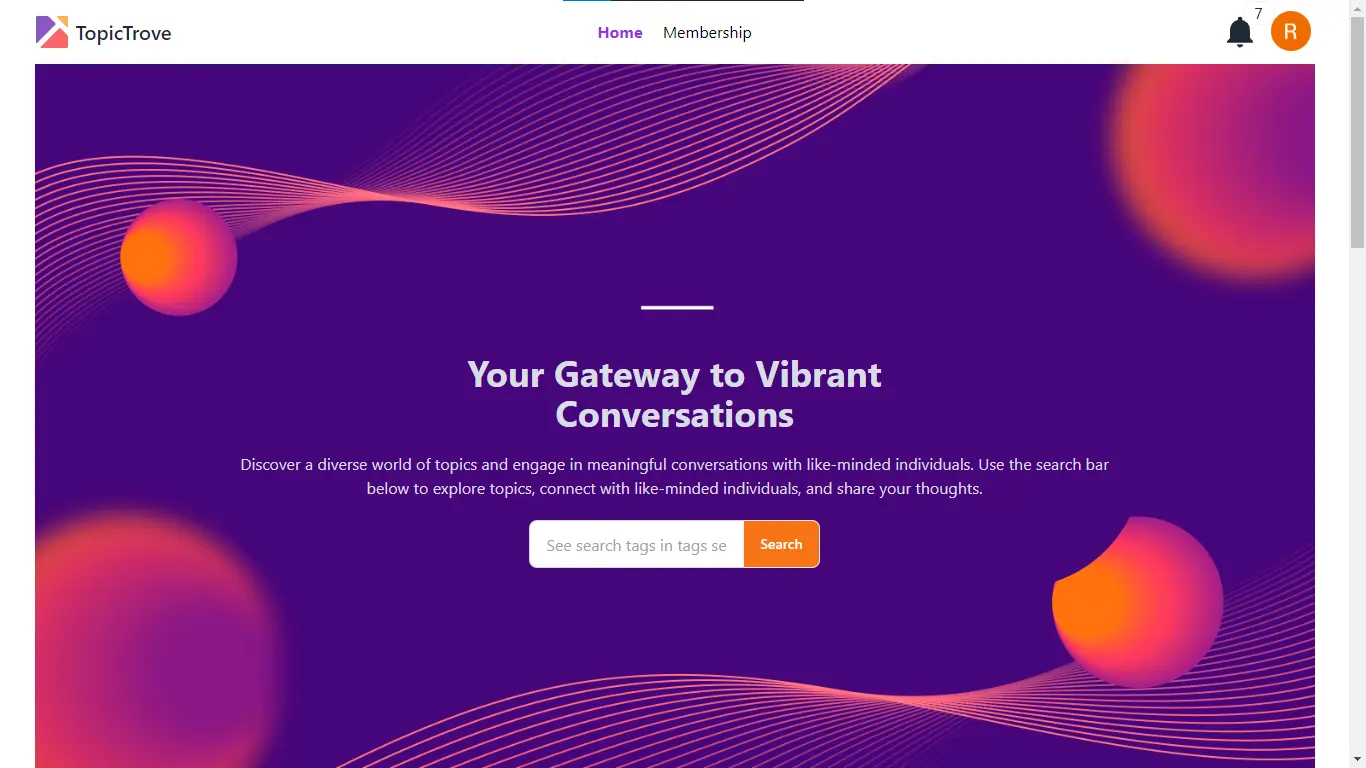 TopicTrove
Home
Membership
7
R
Your Gateway to Vibrant
Conversations
Discover a diverse world of topics and engage in meaningful conversations with like-minded individuals. Use the search bar
below to explore topics, connect with like-minded individuals, and share your thoughts.
See search tags in tags se
Search